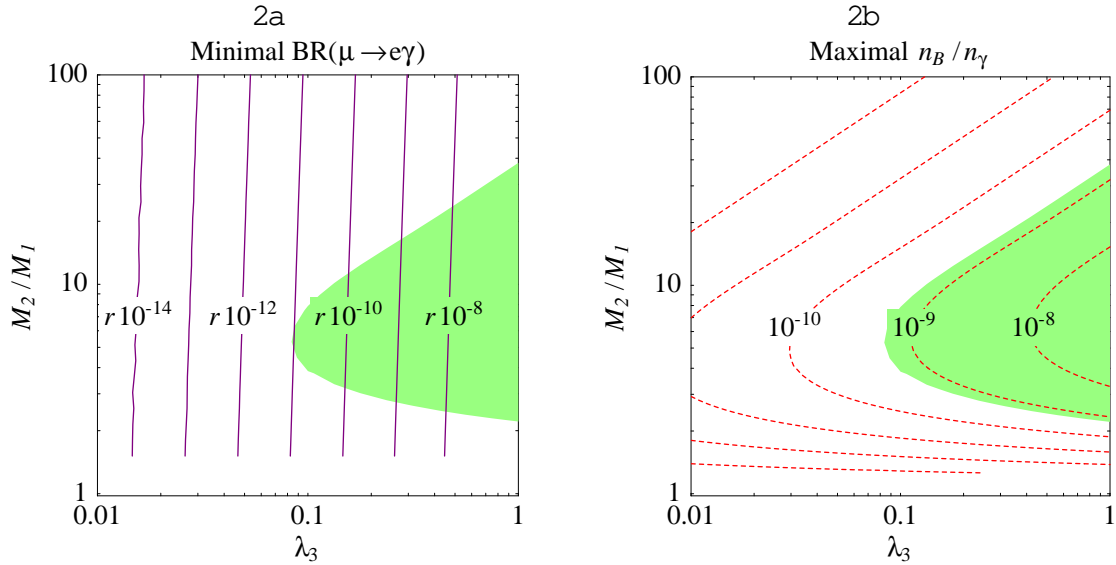 2a
Minimal BR(μ → eγ)
100
10
1
M₂ / M₁
r 10⁻¹⁴
r 10⁻¹²
r 10⁻¹⁰
r 10⁻⁸
0.01
0.1
1
λ₃
2b
Maximal n_B / n_γ
100
10
1
M₂ / M₁
10⁻¹⁰
10⁻⁹
10⁻⁸
0.01
0.1
1
λ₃